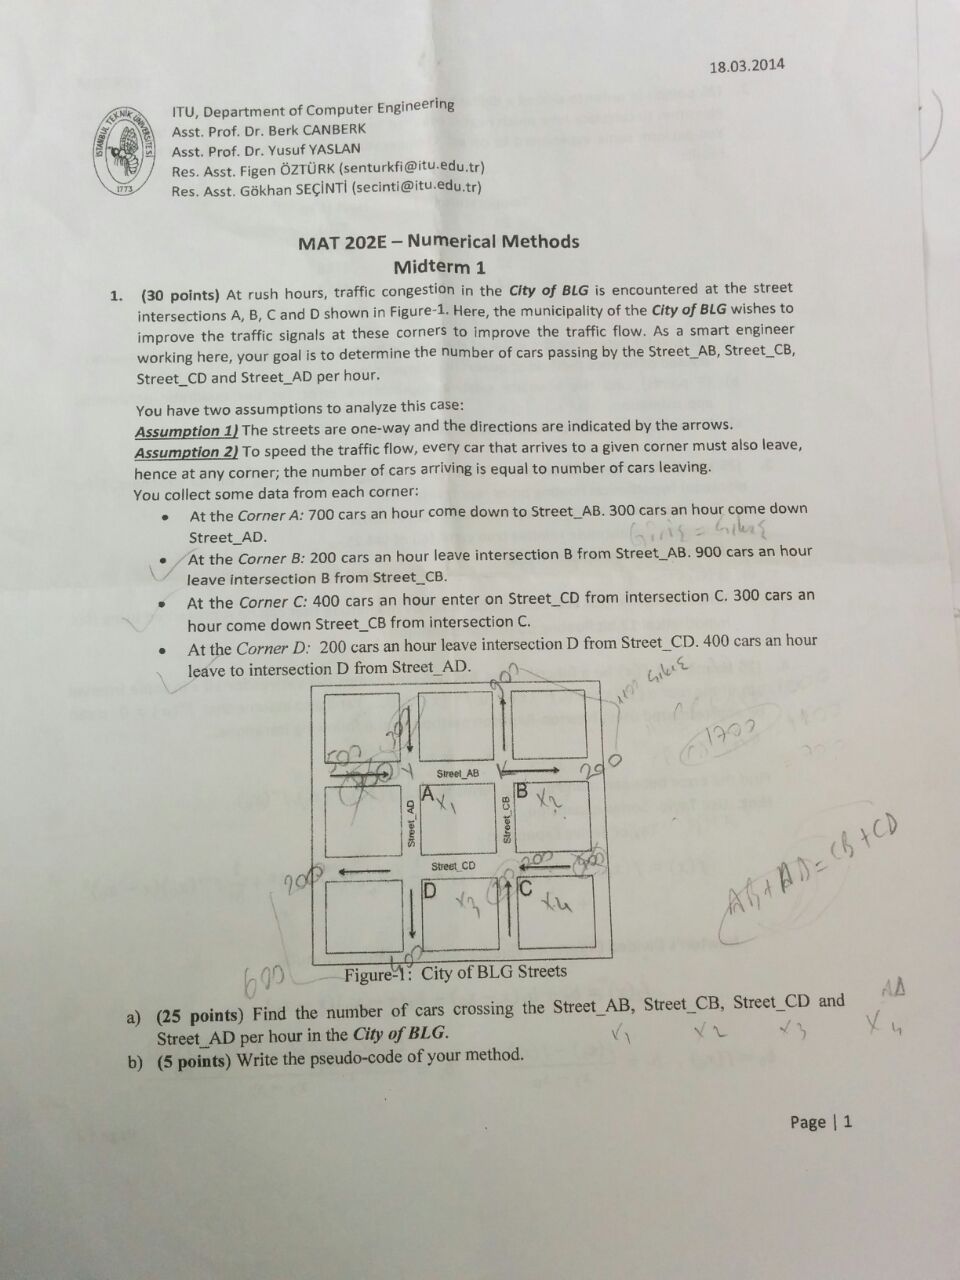 18.03.2014
İSTANBUL TEKNİK ÜNİVERSİTESİ
1773
ITU, Department of Computer Engineering
Asst. Prof. Dr. Berk CANBERK
Asst. Prof. Dr. Yusuf YASLAN
Res. Asst. Figen ÖZTÜRK (senturkfi@itu.edu.tr)
Res. Asst. Gökhan SEÇİNTİ (secinti@itu.edu.tr)
MAT 202E – Numerical Methods
Midterm 1
1. (30 points) At rush hours, traffic congestion in the City of BLG is encountered at the street
intersections A, B, C and D shown in Figure-1. Here, the municipality of the City of BLG wishes to
improve the traffic signals at these corners to improve the traffic flow. As a smart engineer
working here, your goal is to determine the number of cars passing by the Street_AB, Street_CB,
Street_CD and Street_AD per hour.
You have two assumptions to analyze this case:
Assumption 1) The streets are one-way and the directions are indicated by the arrows.
Assumption 2) To speed the traffic flow, every car that arrives to a given corner must also leave,
hence at any corner; the number of cars arriving is equal to number of cars leaving.
You collect some data from each corner:
• At the Corner A: 700 cars an hour come down to Street_AB. 300 cars an hour come down
Street_AD.
Giriş = Çıkış
• At the Corner B: 200 cars an hour leave intersection B from Street_AB. 900 cars an hour
leave intersection B from Street_CB.
• At the Corner C: 400 cars an hour enter on Street_CD from intersection C. 300 cars an
hour come down Street_CB from intersection C.
• At the Corner D: 200 cars an hour leave intersection D from Street_CD. 400 cars an hour
leave to intersection D from Street_AD.
900
1100 çıkış
1700
300
200
Street_AB
A
X1
B
X2
Street_AD
Street_CB
AB + AD = CB + CD
Street_CD
200
D
X3
C
X4
400
600
Figure-1: City of BLG Streets
a) (25 points) Find the number of cars crossing the Street_AB, Street_CB, Street_CD and
Street_AD per hour in the City of BLG.
AD
X1 X2 X3 X4
b) (5 points) Write the pseudo-code of your method.
Page | 1